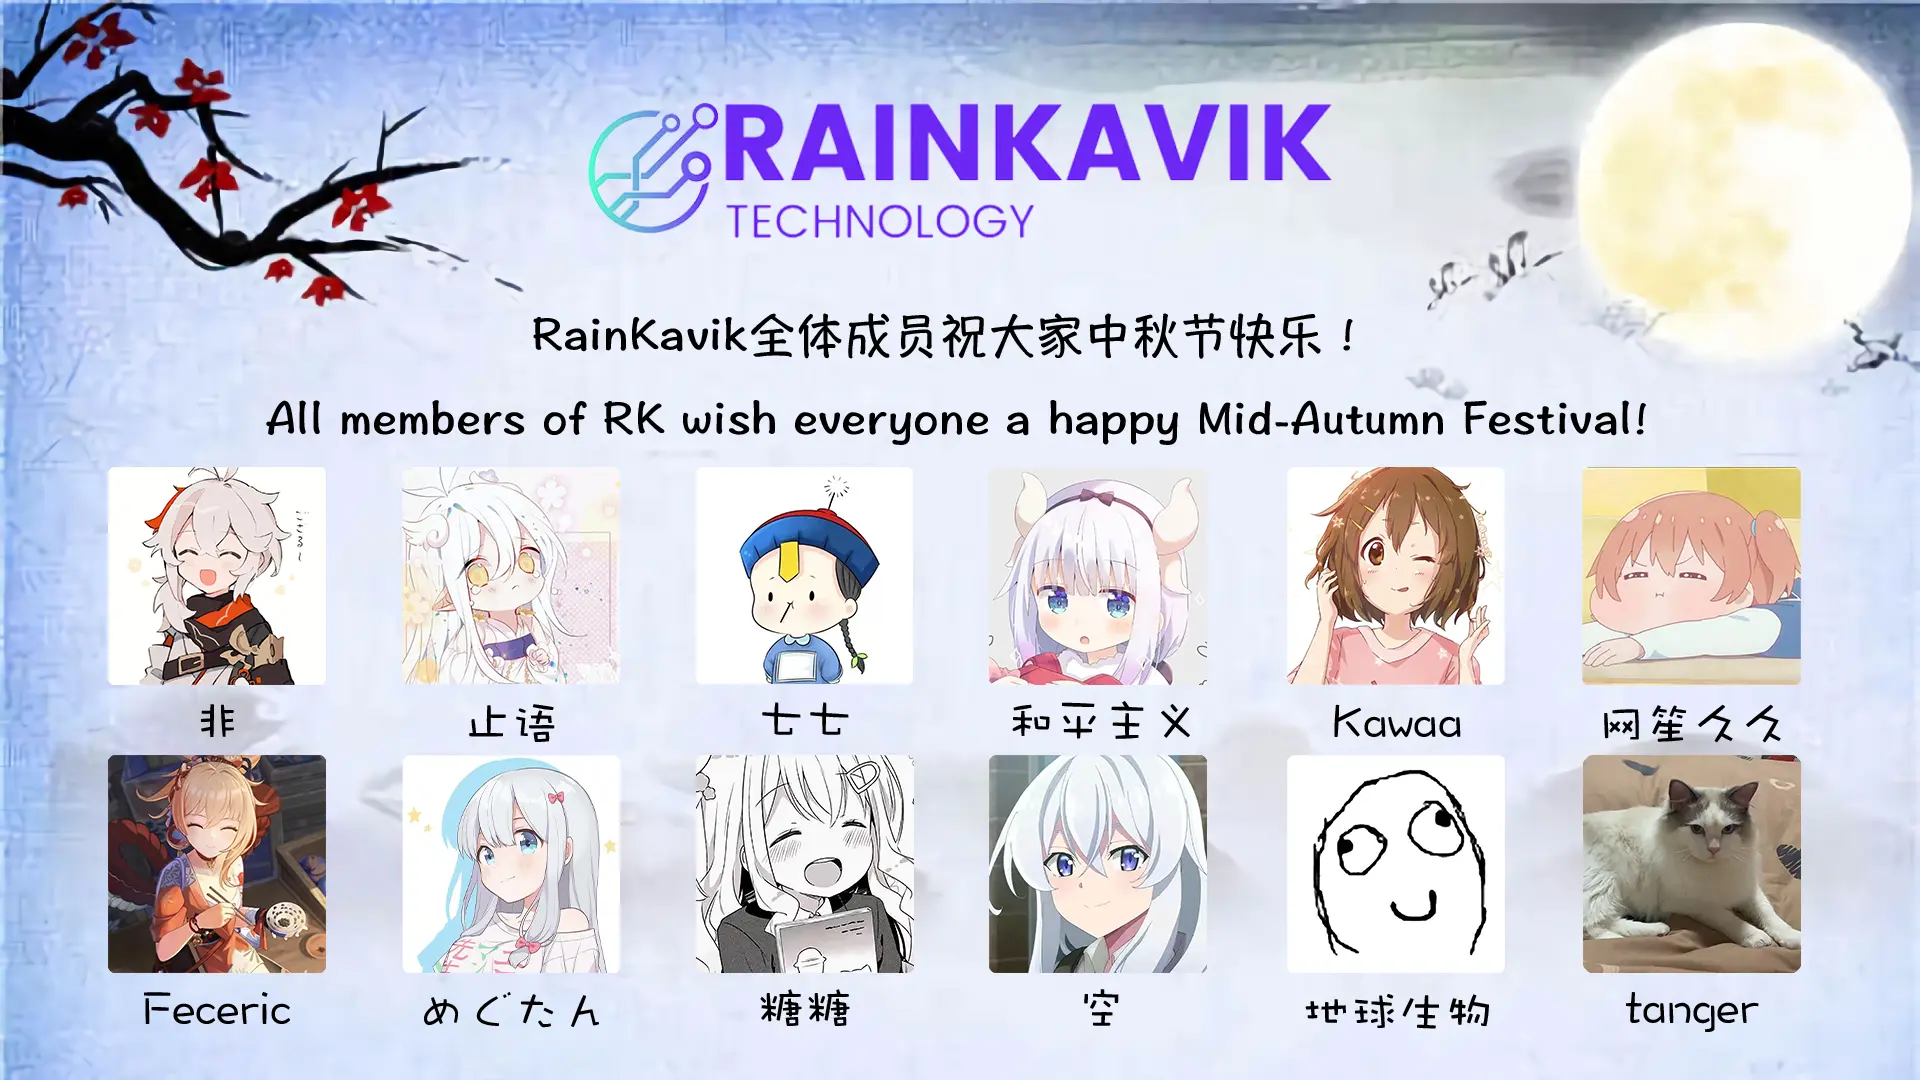 RAINKAVIK
TECHNOLOGY
RainKavik全体成员祝大家中秋节快乐！
All members of RK wish everyone a happy Mid-Autumn Festival!
非 止语 七七 和平主义 Kawaa 网笙久久
Feceric めぐたん 糖糖 空 地球生物 tanger